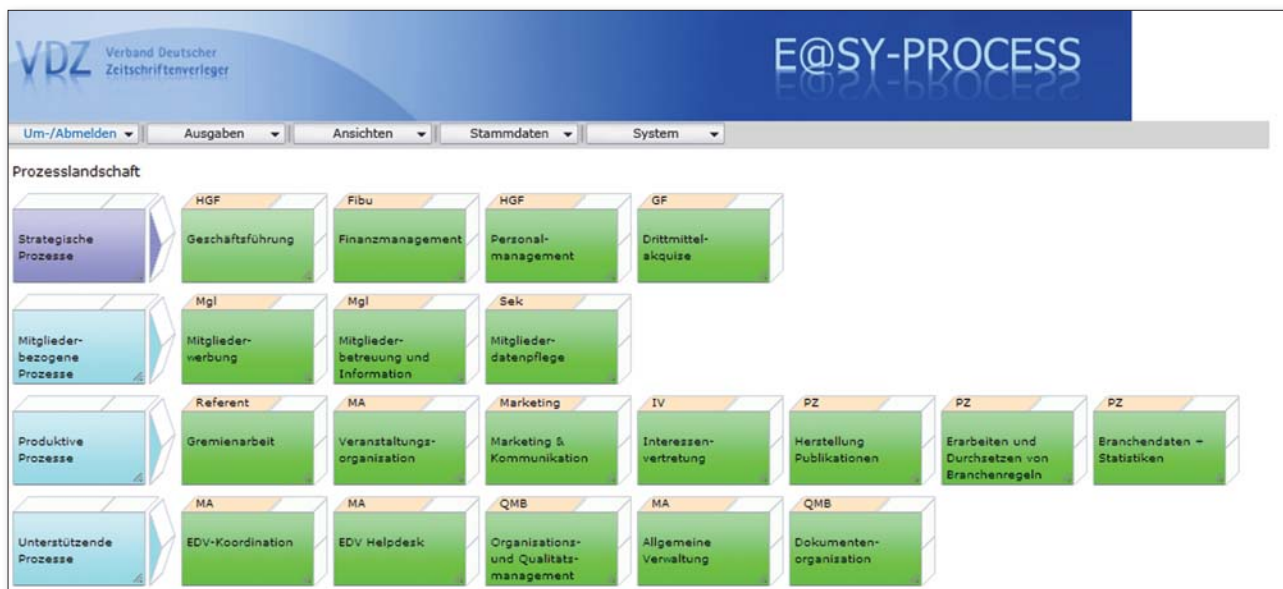 VDZ Verband Deutscher
Zeitschriftenverleger
E@SY-PROCESS
Um-/Abmelden Ausgaben Ansichten Stammdaten System
Prozesslandschaft
HGF Fibu HGF GF
Strategische
Prozesse
Geschäftsführung
Finanzmanagement
Personal-
management
Drittmittel-
akquise
Mgl Mgl Sek
Mitglieder-
bezogene
Prozesse
Mitglieder-
werbung
Mitglieder-
betreuung und
Information
Mitglieder-
datenpflege
Referent MA Marketing IV PZ PZ PZ
Produktive
Prozesse
Gremienarbeit
Veranstaltungs-
organisation
Marketing &
Kommunikation
Interessen-
vertretung
Herstellung
Publikationen
Erarbeiten und
Durchsetzen von
Branchenregeln
Branchendaten +
Statistiken
MA MA QMB MA QMB
Unterstützende
Prozesse
EDV-Koordination
EDV Helpdesk
Organisations-
und Qualitäts-
management
Allgemeine
Verwaltung
Dokumenten-
organisation